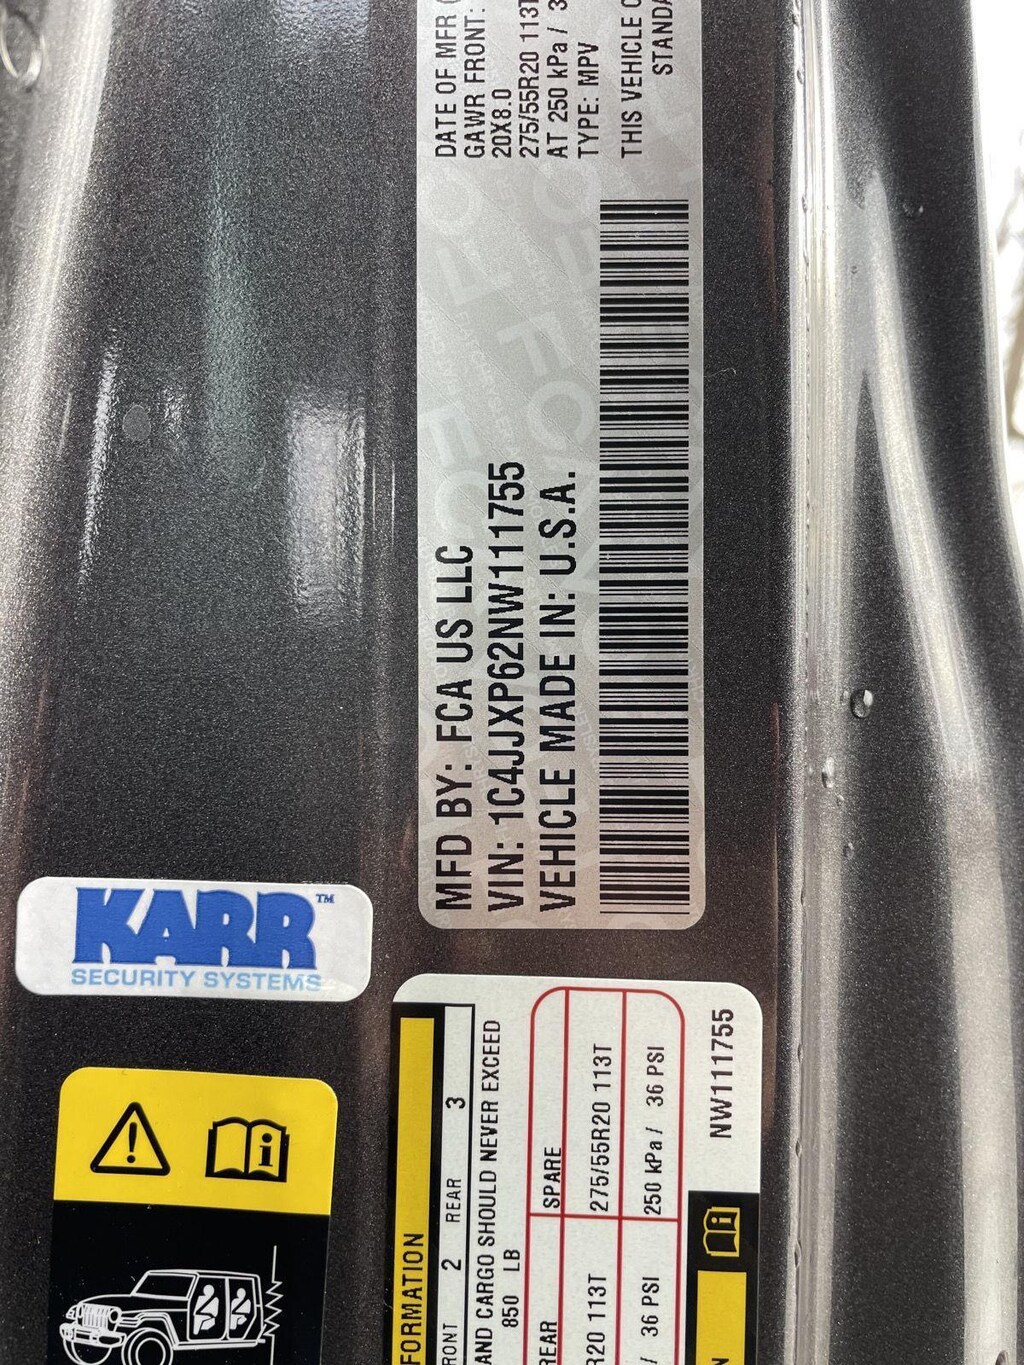 MFD BY: FCA US LLC
VIN: 1C4JJXP62NW111755
VEHICLE MADE IN: U.S.A.
DATE OF MFR
GAWR FRONT:
20X8.0
275/55R20 113T
AT 250 kPa / 3
TYPE: MPV
THIS VEHICLE
STANDA
KARR™
SECURITY SYSTEMS
FORMATION
RONT 2 REAR 3
AND CARGO SHOULD NEVER EXCEED
850 LB
REAR SPARE
R20 113T 275/55R20 113T
/ 36 PSI 250 kPa / 36 PSI
NW111755